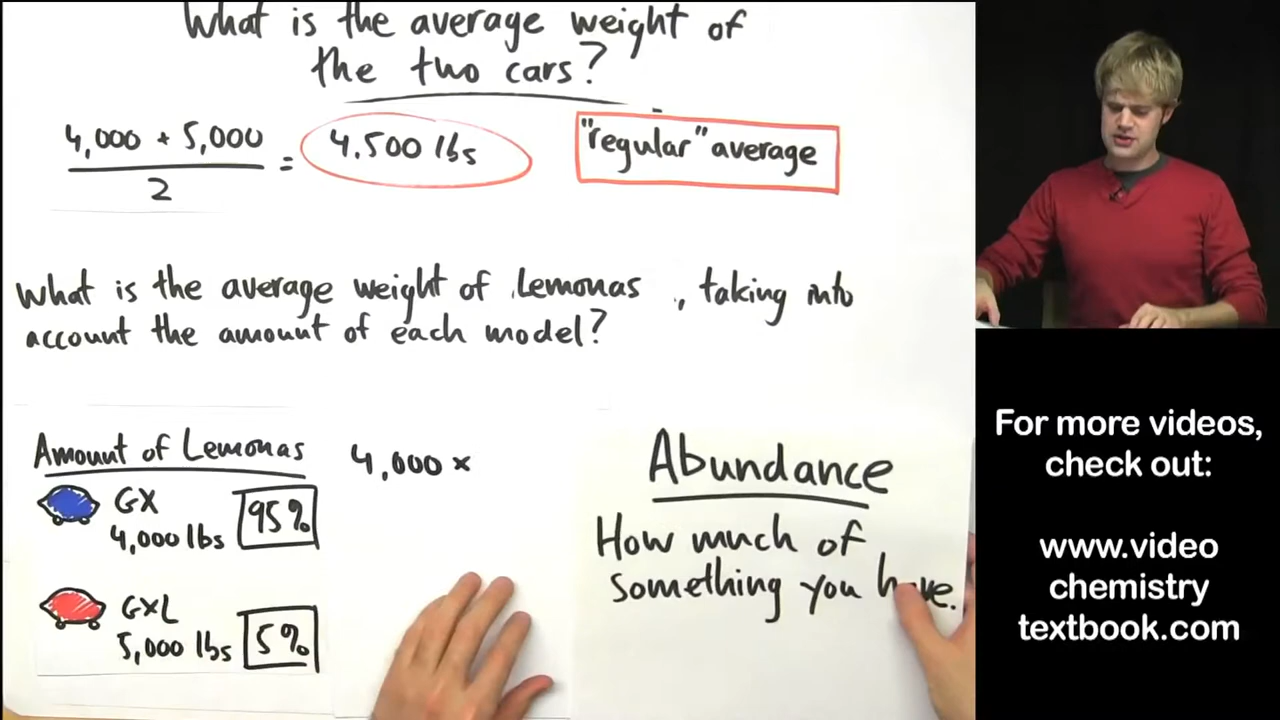 What is the average weight of
the two cars?
4,000 + 5,000
2
=
4.500 lbs
"regular" average
What is the average weight of Lemonas , taking into
account the amount of each model?
Amount of Lemonas
GX
4,000 lbs
95%
GXL
5,000 lbs
5%
4,000 ×
Abundance
How much of
something you have.
For more videos,
check out:
www.video
chemistry
textbook.com